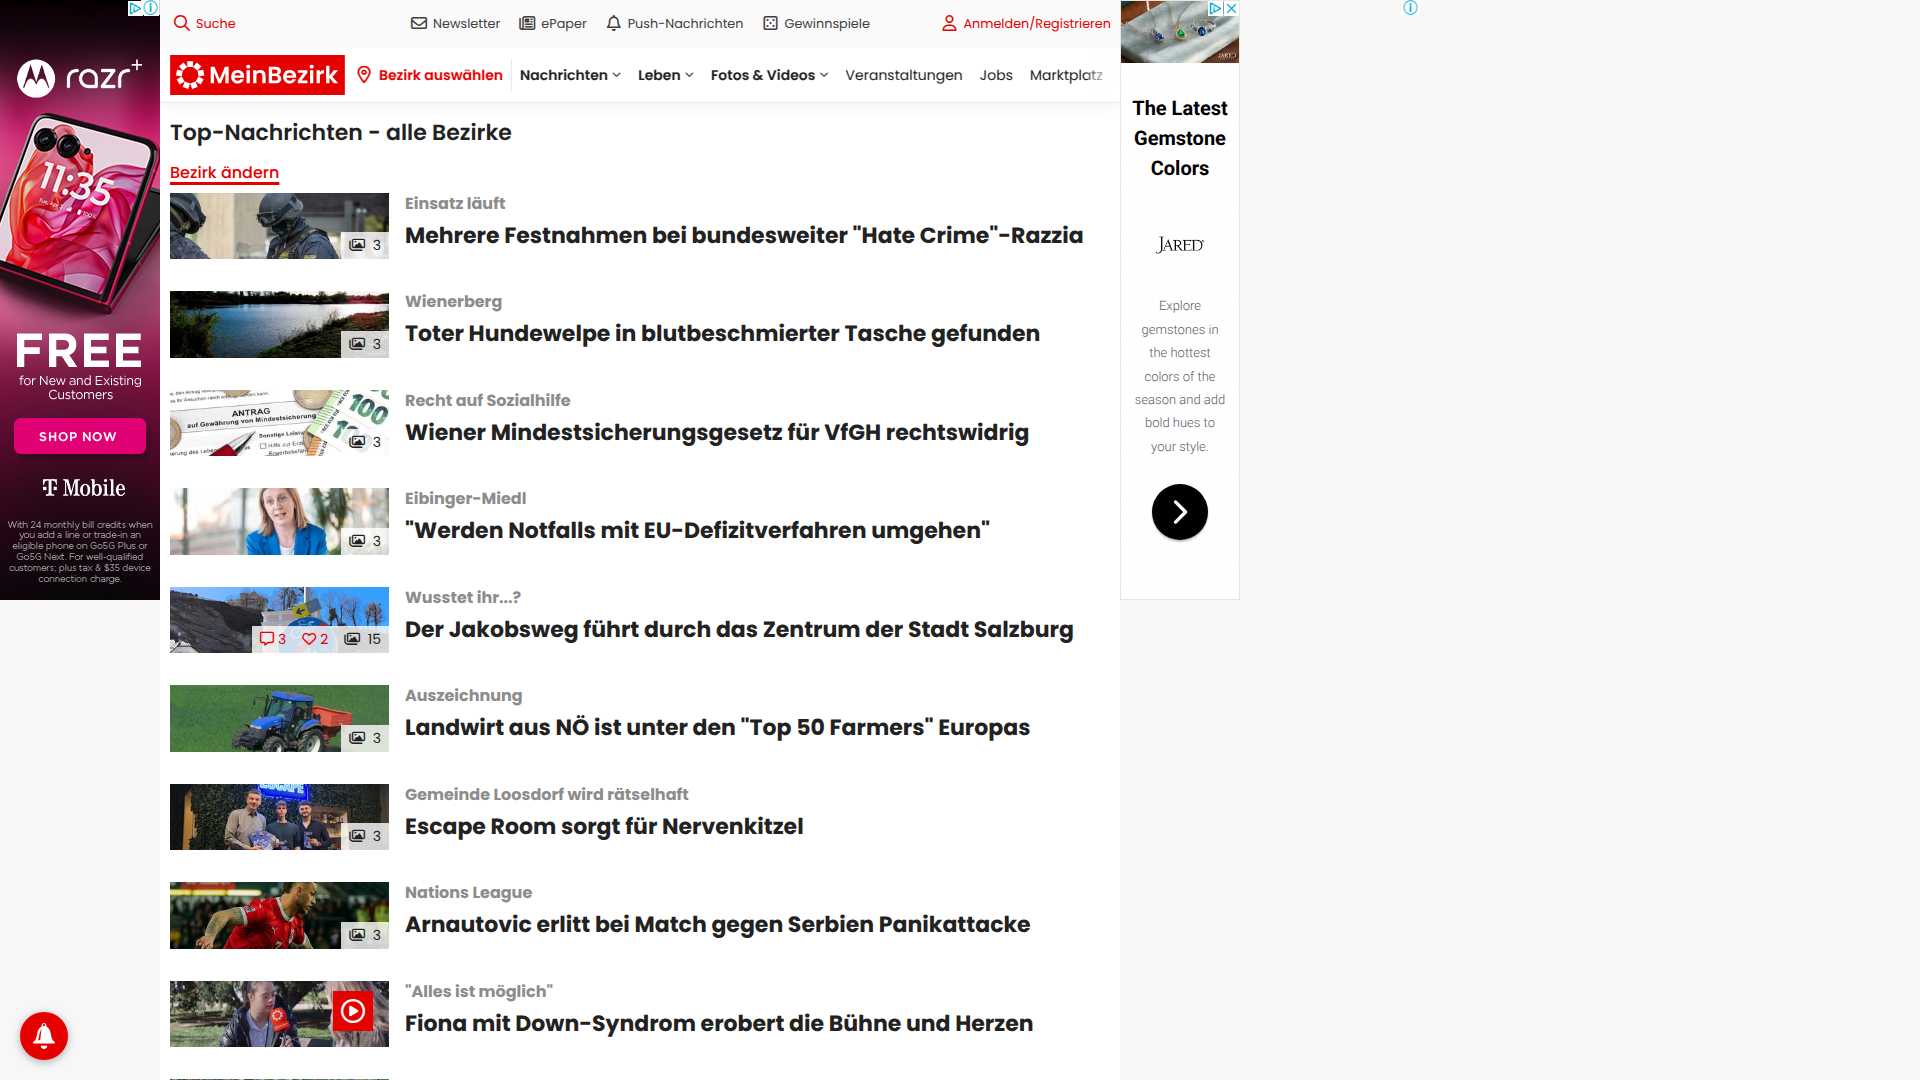 Suche
Newsletter
ePaper
Push-Nachrichten
Gewinnspiele
Anmelden/Registrieren
MeinBezirk
Bezirk auswählen
Nachrichten
Leben
Fotos & Videos
Veranstaltungen
Jobs
Marktplatz
Top-Nachrichten - alle Bezirke
Bezirk ändern
Einsatz läuft
Mehrere Festnahmen bei bundesweiter "Hate Crime"-Razzia
3
Wienerberg
Toter Hundewelpe in blutbeschmierter Tasche gefunden
3
Recht auf Sozialhilfe
Wiener Mindestsicherungsgesetz für VfGH rechtswidrig
ANTRAG
auf Gewährung von Mindestsicherung
100
3
Eibinger-Miedl
"Werden Notfalls mit EU-Defizitverfahren umgehen"
3
Wusstet ihr...?
Der Jakobsweg führt durch das Zentrum der Stadt Salzburg
3
2
15
Auszeichnung
Landwirt aus NÖ ist unter den "Top 50 Farmers" Europas
3
Gemeinde Loosdorf wird rätselhaft
Escape Room sorgt für Nervenkitzel
ESCAPE
3
Nations League
Arnautovic erlitt bei Match gegen Serbien Panikattacke
3
"Alles ist möglich"
Fiona mit Down-Syndrom erobert die Bühne und Herzen
razr+
11:35
FREE
for New and Existing
Customers
SHOP NOW
T Mobile
With 24 monthly bill credits when
you add a line or trade-in an
eligible phone on Go5G Plus or
Go5G Next. For well-qualified
customers; plus tax & $35 device
connection charge.
JARED
The Latest
Gemstone
Colors
JARED
Explore
gemstones in
the hottest
colors of the
season and add
bold hues to
your style.